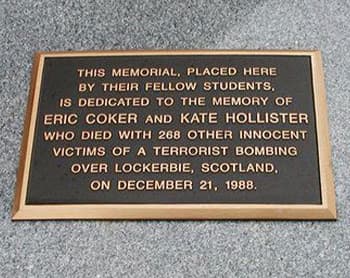 THIS MEMORIAL, PLACED HERE
BY THEIR FELLOW STUDENTS,
IS DEDICATED TO THE MEMORY OF
ERIC COKER AND KATE HOLLISTER
WHO DIED WITH 268 OTHER INNOCENT
VICTIMS OF A TERRORIST BOMBING
OVER LOCKERBIE, SCOTLAND,
ON DECEMBER 21, 1988.